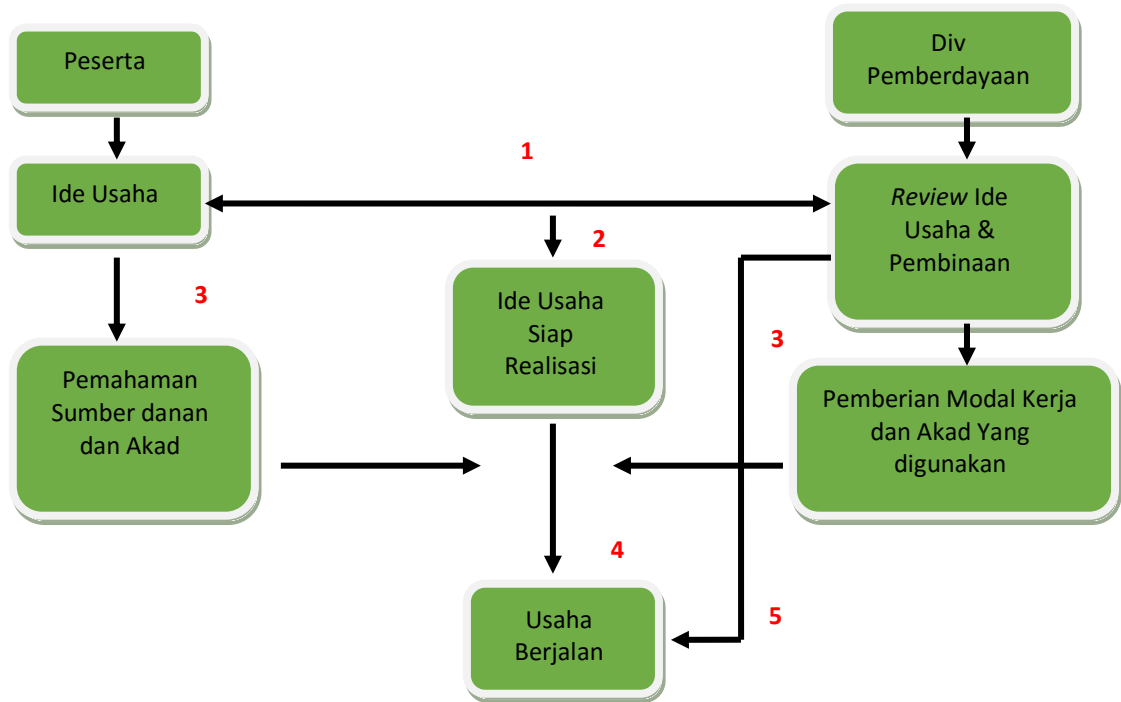 Peserta
Div
Pemberdayaan
1
Ide Usaha
Review Ide
Usaha &
Pembinaan
2
3
Ide Usaha
Siap
Realisasi
3
Pemahaman
Sumber danan
dan Akad
Pemberian Modal Kerja
dan Akad Yang
digunakan
4
5
Usaha
Berjalan